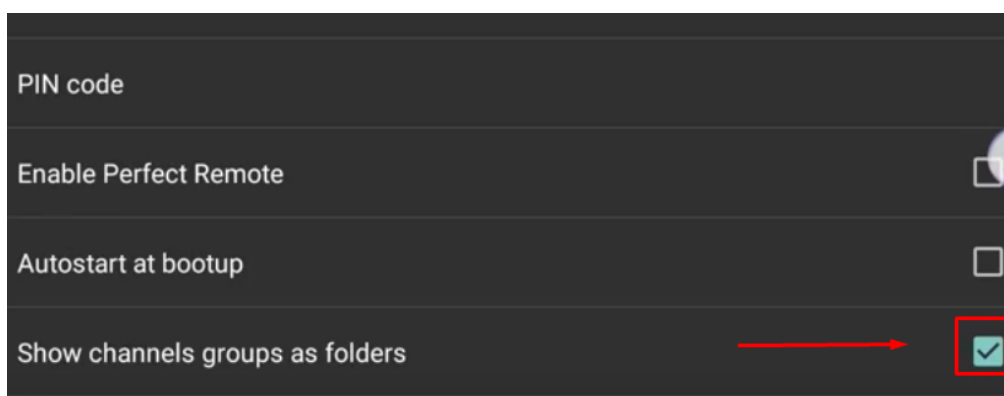 PIN code
Enable Perfect Remote
Autostart at bootup
Show channels groups as folders